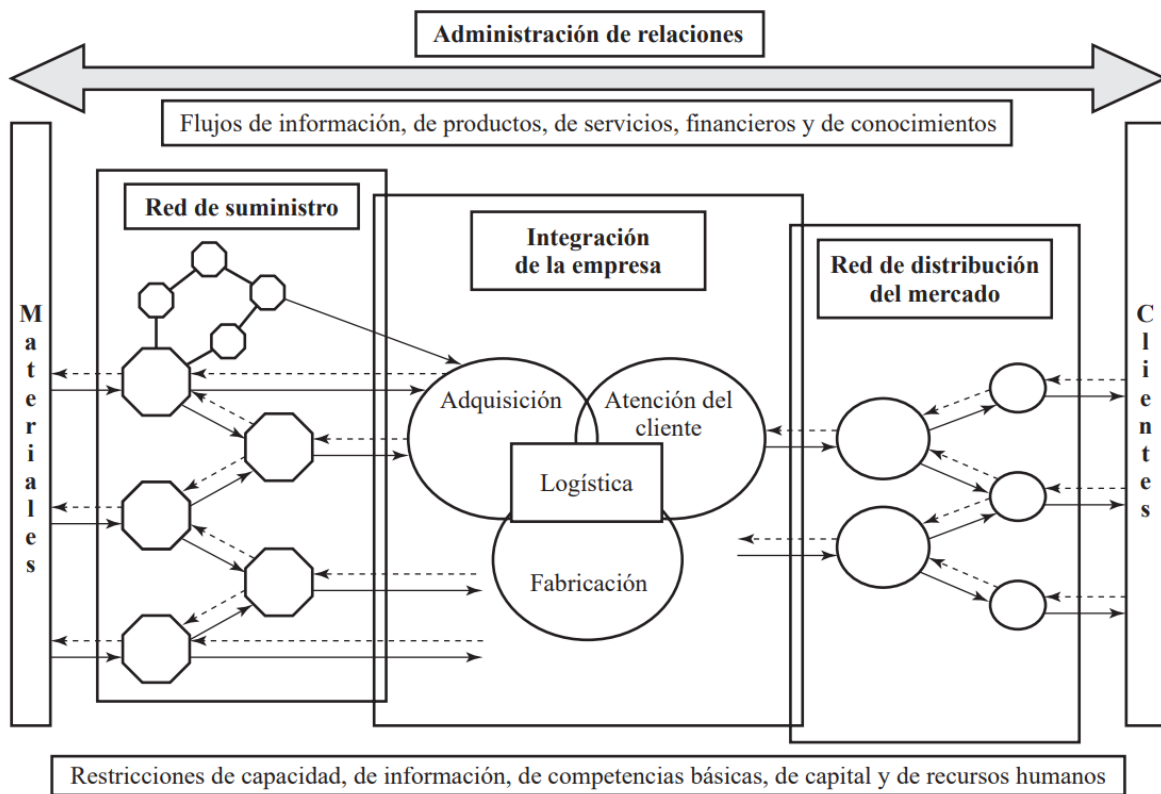 Administración de relaciones
Flujos de información, de productos, de servicios, financieros y de conocimientos
Materiales
Red de suministro
Integración
de la empresa
Red de distribución
del mercado
Clientes
Adquisición
Atención del
cliente
Logística
Fabricación
Restricciones de capacidad, de información, de competencias básicas, de capital y de recursos humanos